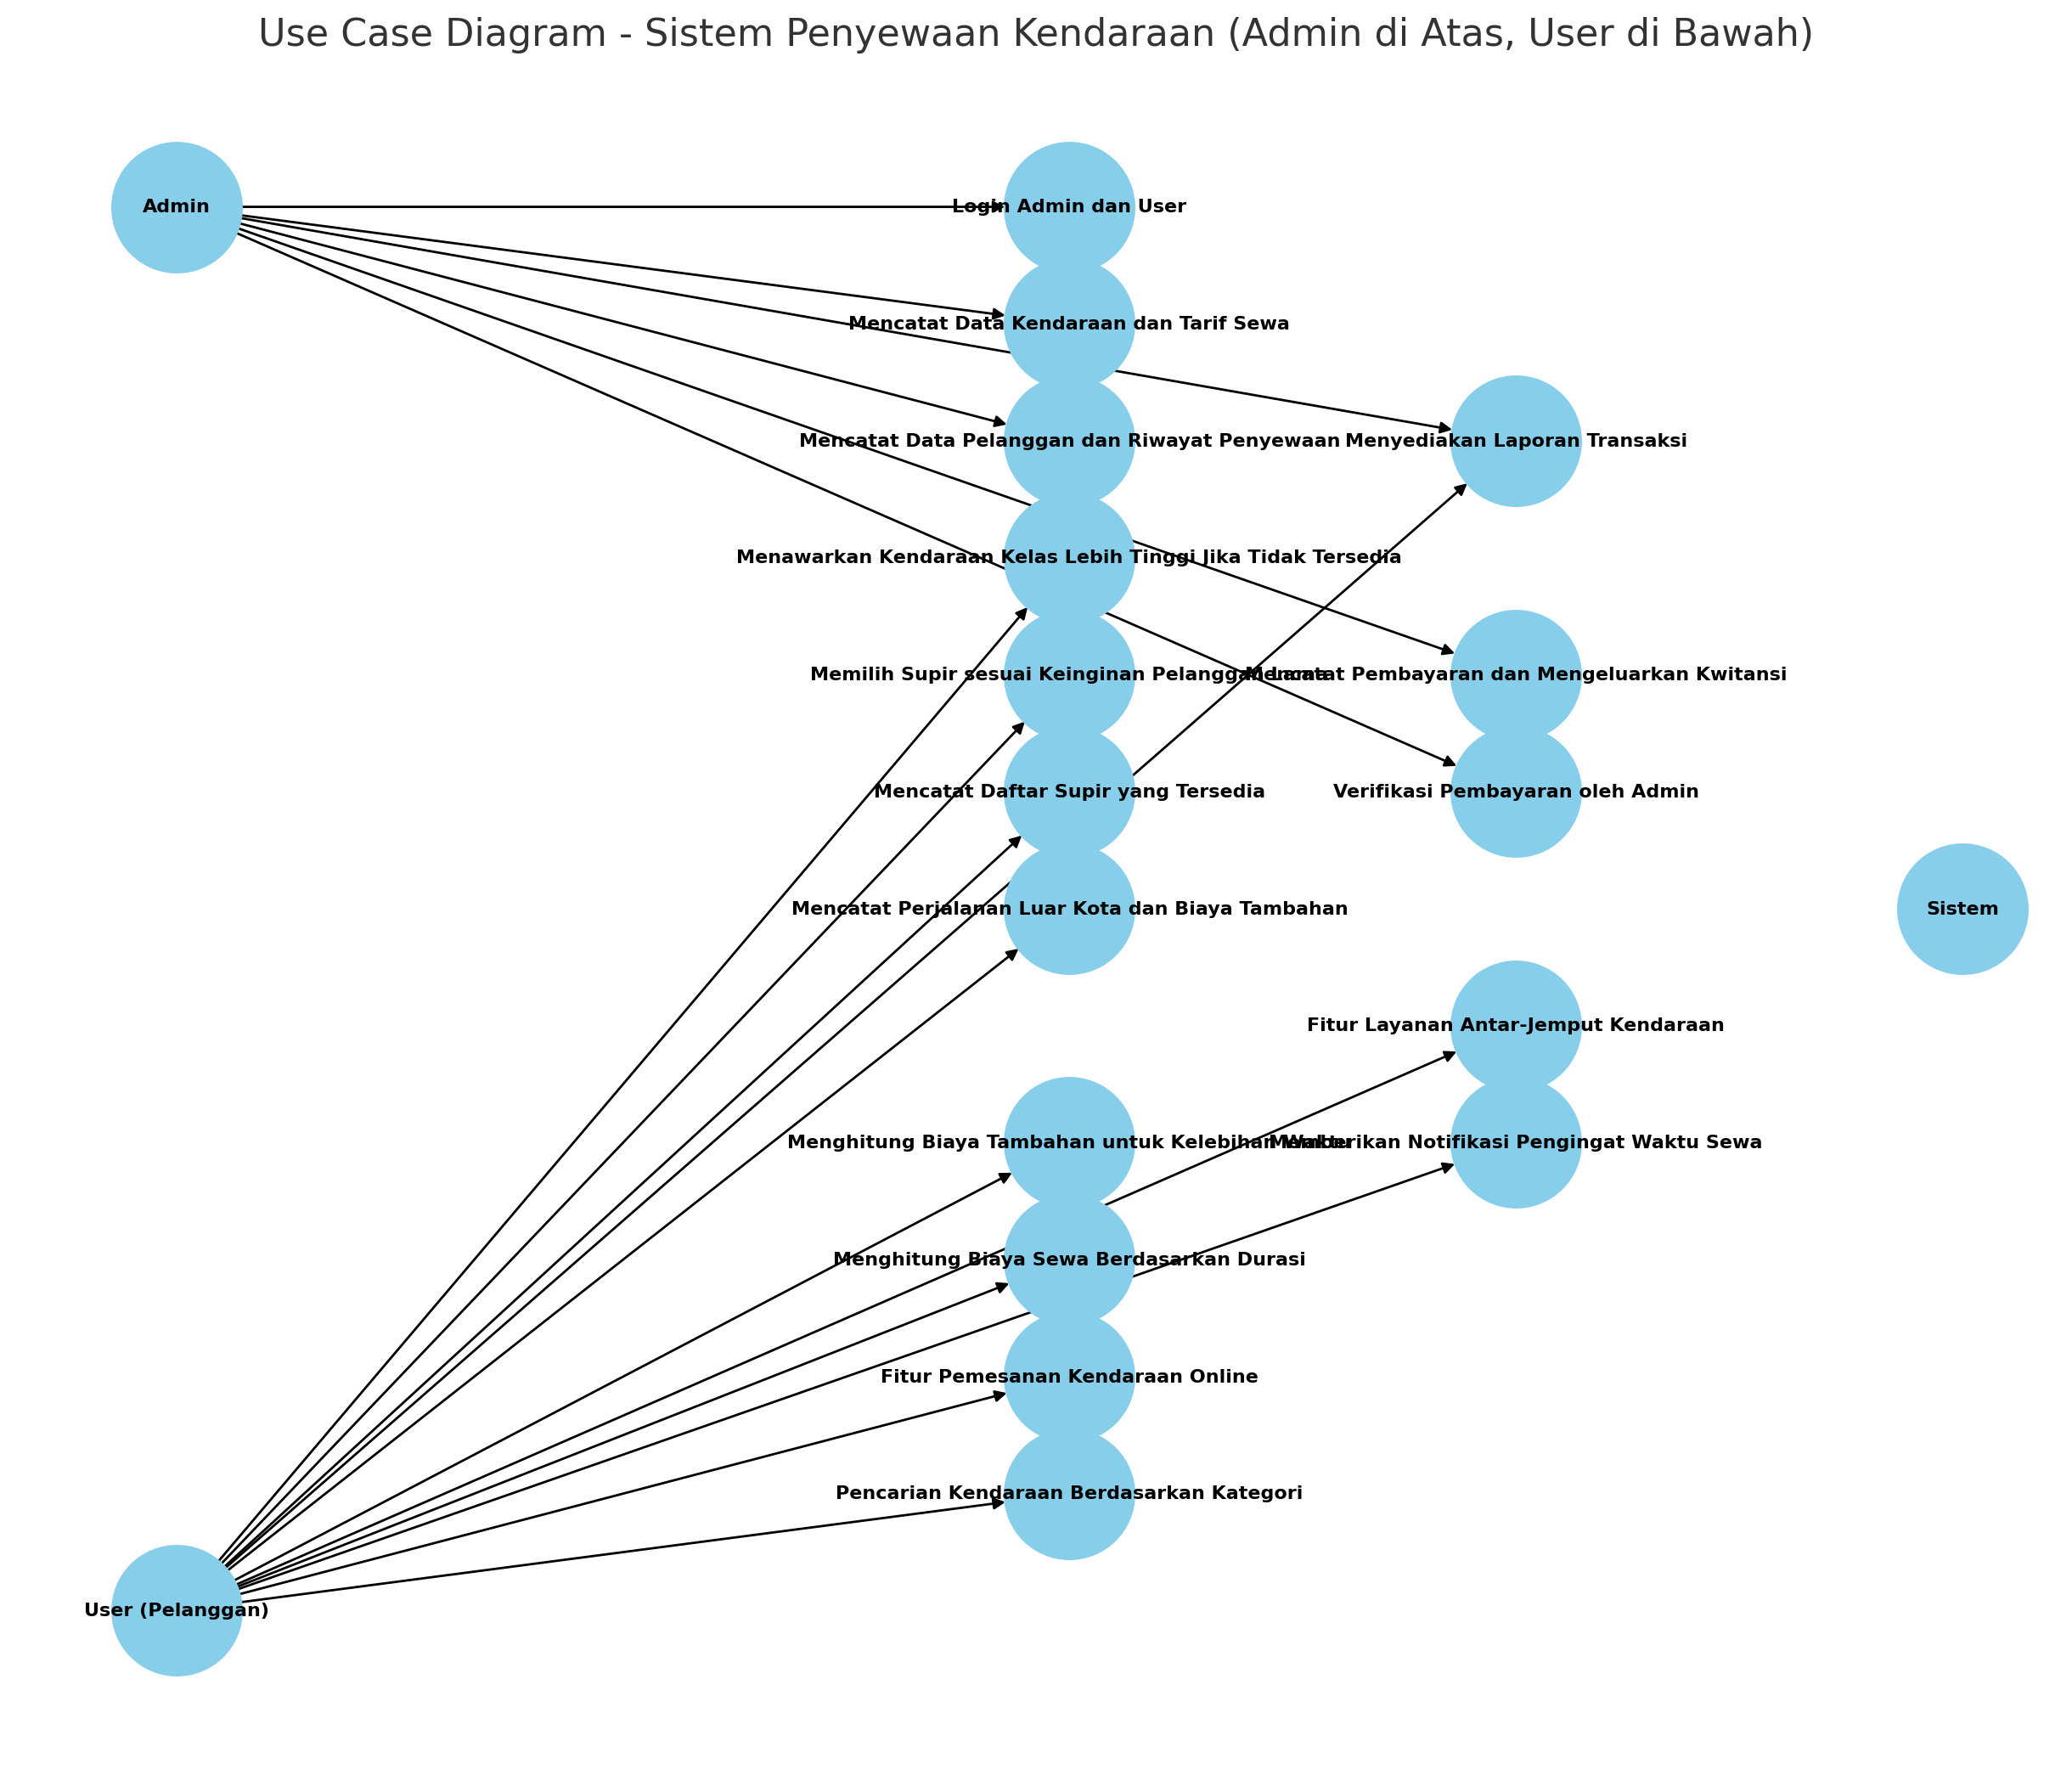 Use Case Diagram - Sistem Penyewaan Kendaraan (Admin di Atas, User di Bawah)
Admin
Login Admin dan User
Mencatat Data Kendaraan dan Tarif Sewa
Mencatat Data Pelanggan dan Riwayat Penyewaan
Menyediakan Laporan Transaksi
Menawarkan Kendaraan Kelas Lebih Tinggi Jika Tidak Tersedia
Memilih Supir sesuai Keinginan Pelanggan Lama
Mencatat Pembayaran dan Mengeluarkan Kwitansi
Mencatat Daftar Supir yang Tersedia
Verifikasi Pembayaran oleh Admin
Mencatat Perjalanan Luar Kota dan Biaya Tambahan
Sistem
Fitur Layanan Antar-Jemput Kendaraan
Menghitung Biaya Tambahan untuk Kelebihan Waktu
Memberikan Notifikasi Pengingat Waktu Sewa
Menghitung Biaya Sewa Berdasarkan Durasi
Fitur Pemesanan Kendaraan Online
Pencarian Kendaraan Berdasarkan Kategori
User (Pelanggan)